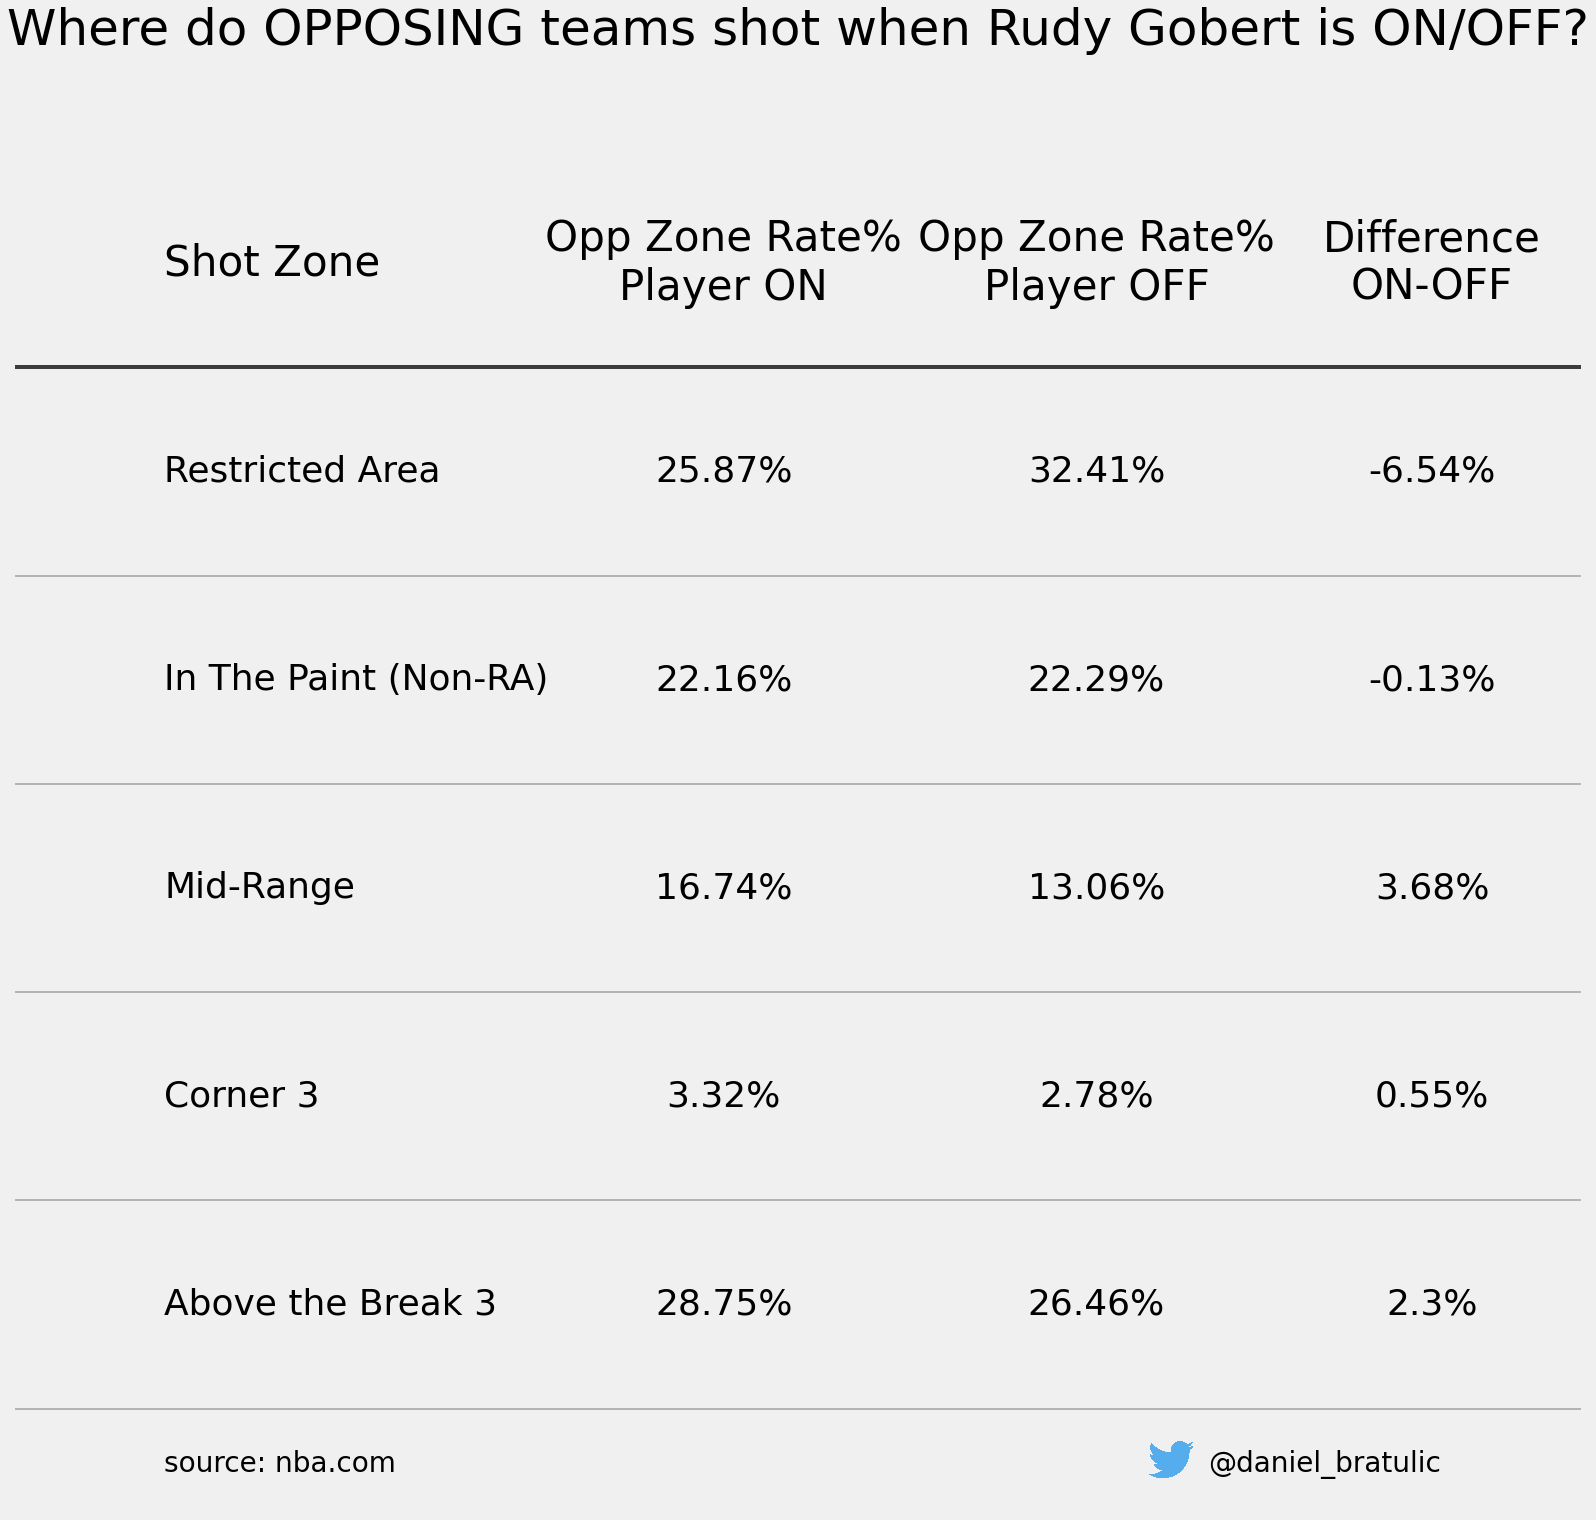 Where do OPPOSING teams shot when Rudy Gobert is ON/OFF?
Shot Zone
Opp Zone Rate%
Player ON
Opp Zone Rate%
Player OFF
Difference
ON-OFF
Restricted Area 25.87% 32.41% -6.54%
In The Paint (Non-RA) 22.16% 22.29% -0.13%
Mid-Range 16.74% 13.06% 3.68%
Corner 3 3.32% 2.78% 0.55%
Above the Break 3 28.75% 26.46% 2.3%
source: nba.com @daniel_bratulic